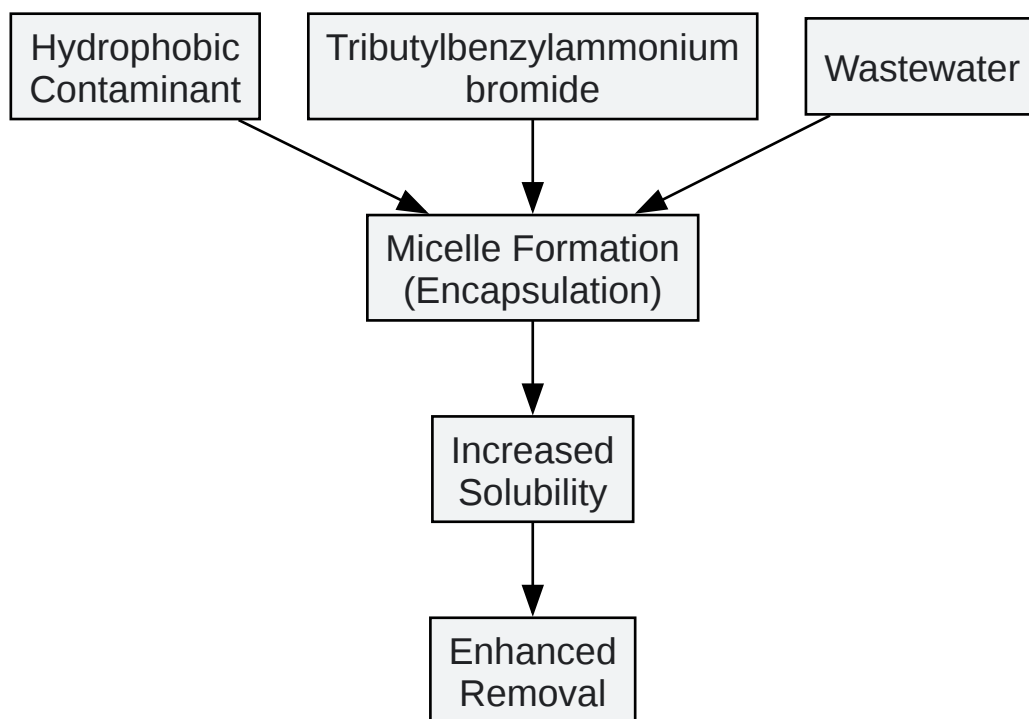 Hydrophobic
Contaminant
Tributylbenzylammonium
bromide
Wastewater
Micelle Formation
(Encapsulation)
Increased
Solubility
Enhanced
Removal